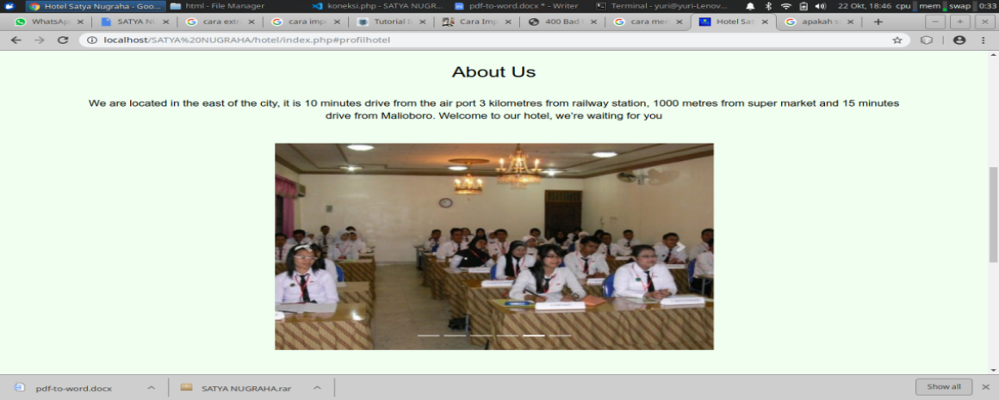 Hotel Satya Nugraha - Goo...
html - File Manager
koneksi.php - SATYA NUGR...
pdf-to-word.docx * - Writer
Terminal - yuri@yuri-Lenov...
22 Okt, 18:46 cpu mem swap 0:33
WhatsAp
SATYA NU
cara extr
cara imp
Tutorial
Cara Imp
400 Bad
cara men
Hotel Sat
apakah s
localhost/SATYA%20NUGRAHA/hotel/index.php#profilhotel
About Us
We are located in the east of the city, it is 10 minutes drive from the air port 3 kilometres from railway station, 1000 metres from super market and 15 minutes
drive from Malioboro. Welcome to our hotel, we're waiting for you
pdf-to-word.docx
SATYA NUGRAHA.rar
Show all